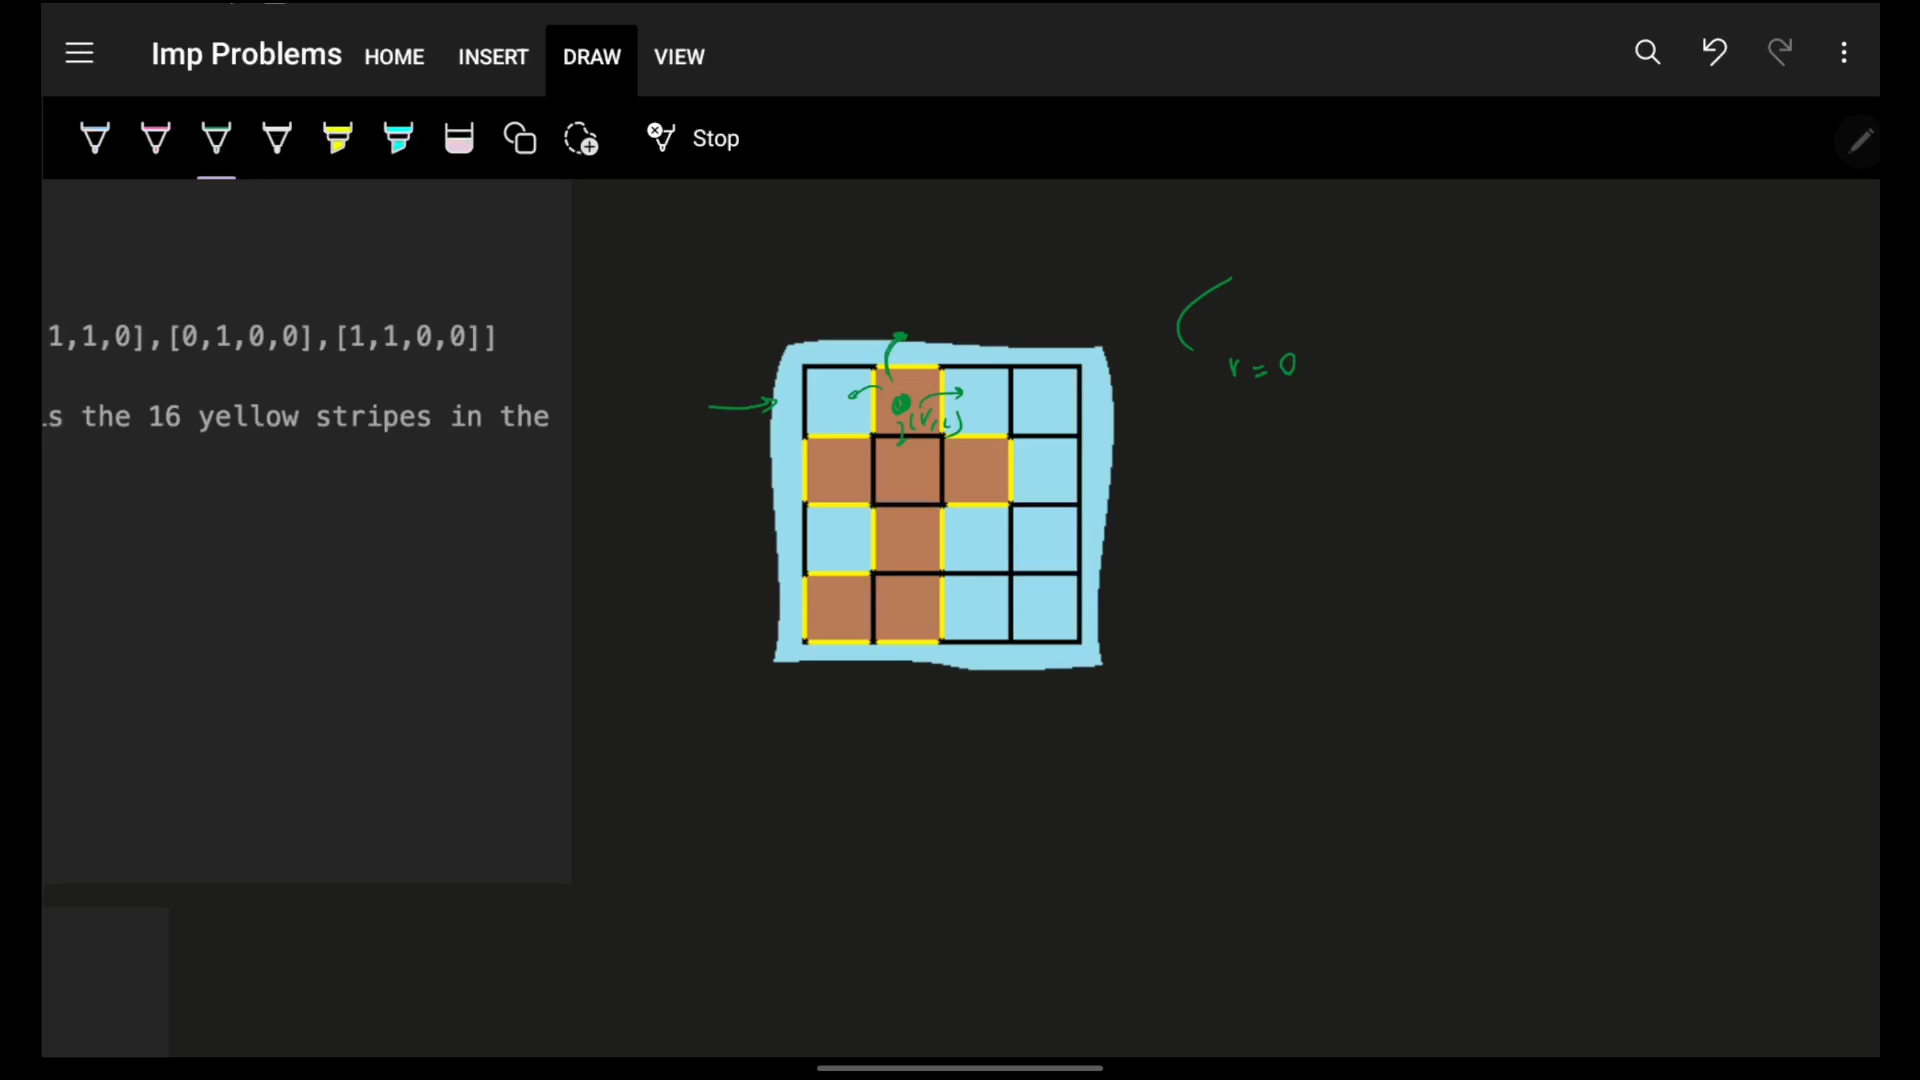 Imp Problems HOME INSERT DRAW VIEW
Stop
1,1,0],[0,1,0,0],[1,1,0,0]]
r = 0
s the 16 yellow stripes in the
(r,c)